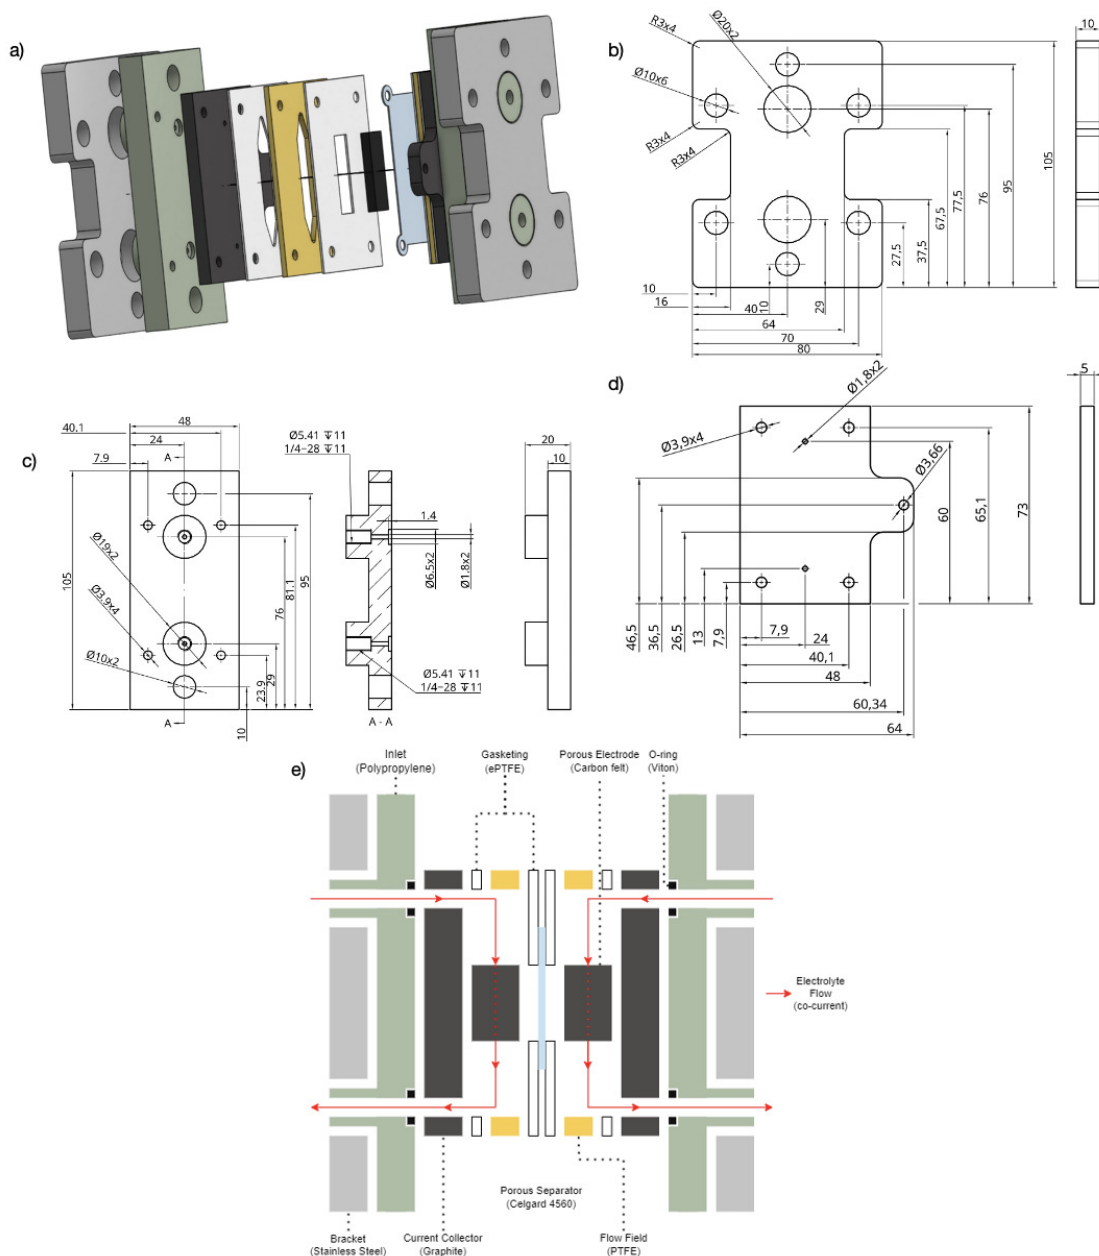 a)
b)
R3x4
Ø20x2
10
Ø10x6
R3x4
R3x4
27,5
37,5
67,5
77,5
76
95
105
10
16
40
10
29
64
70
80
c)
48
40.1
24
A
7.9
Ø5.41 ↧11
1/4−28 ↧11
20
10
105
Ø19x2
Ø3.9x4
Ø10x2
1.4
Ø6.5x2
Ø1.8x2
23.9
29
76
81.1
95
10
A
A - A
Ø5.41 ↧11
1/4−28 ↧11
d)
Ø1,8x2
5
Ø3,9x4
Ø3,66
60
65,1
73
46,5
36,5
26,5
13
7,9
7,9
24
40,1
48
60,34
64
e)
Inlet
(Polypropylene)
Gasketing
(ePTFE)
Porous Electrode
(Carbon felt)
O-ring
(Viton)
Electrolyte
Flow
(co-current)
Porous Separator
(Celgard 4560)
Bracket
(Stainless Steel)
Current Collector
(Graphite)
Flow Field
(PTFE)